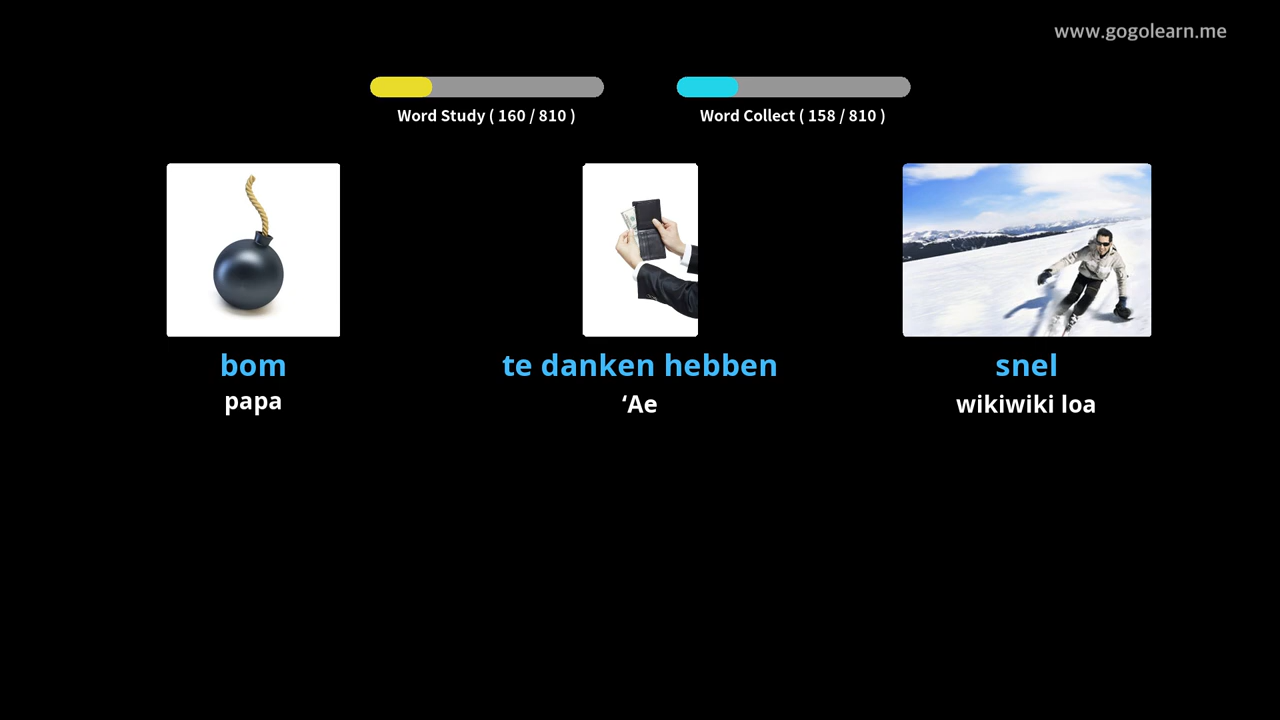 www.gogolearn.me
Word Study ( 160 / 810 )
Word Collect ( 158 / 810 )
bom
papa
te danken hebben
‘Ae
snel
wikiwiki loa